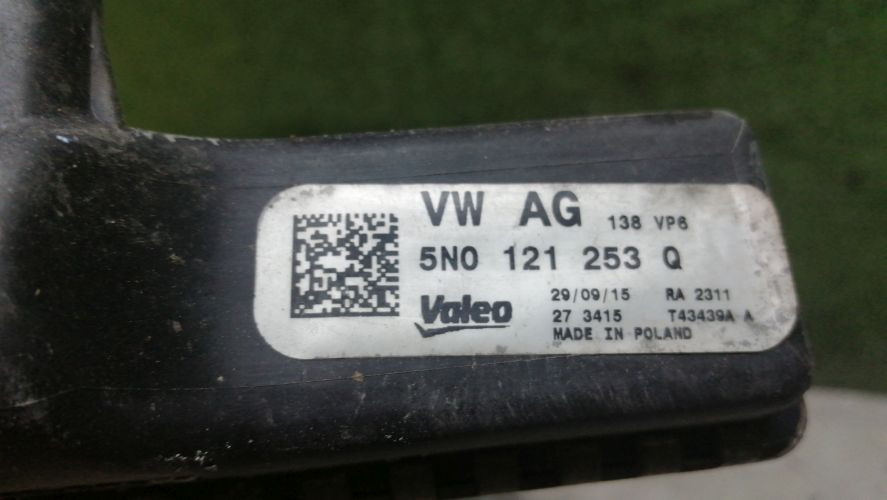 VW AG 138 VP6
5N0 121 253 Q
Valeo 29/09/15 RA 2311
27 3415 T43439A A
MADE IN POLAND